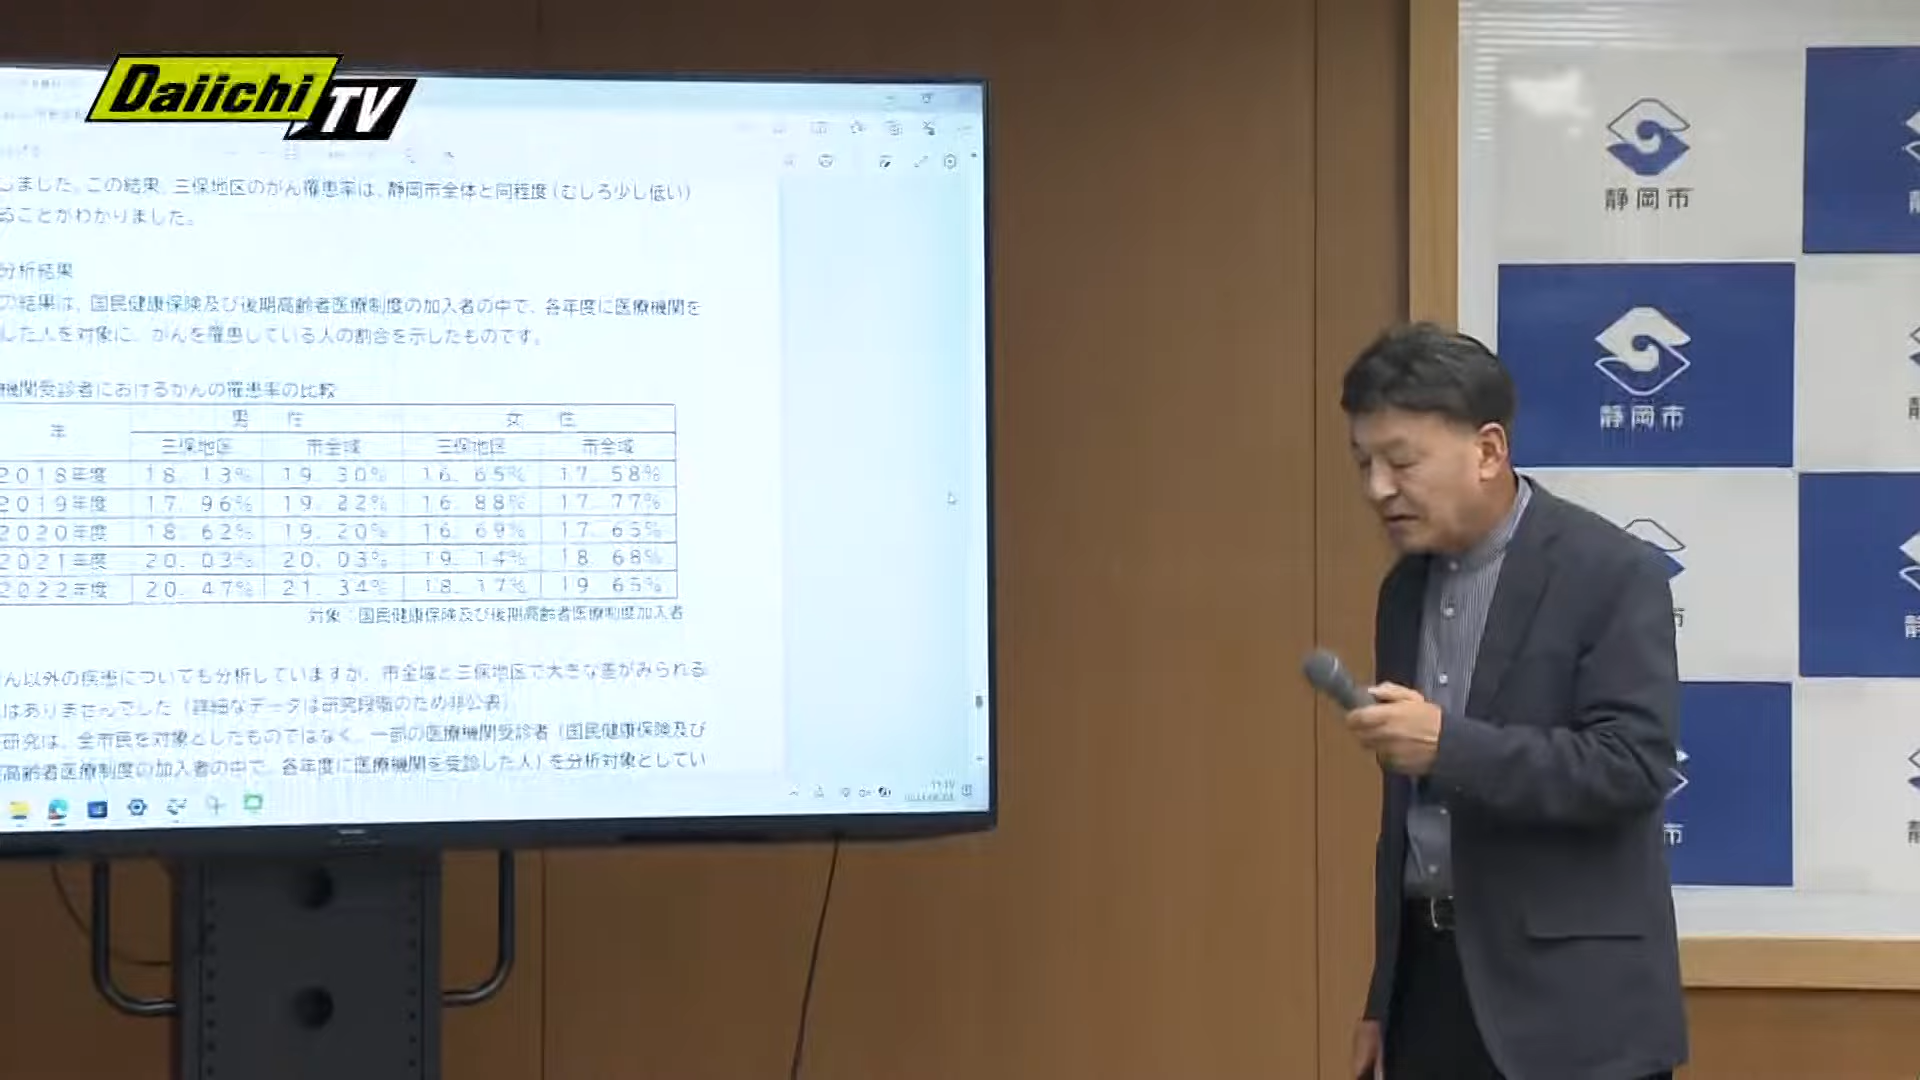 Daiichi TV
しました。この結果、三保地区のがん罹患率は、静岡市全体と同程度（むしろ少し低い）
ることがわかりました。
分析結果
の結果は、国民健康保険及び後期高齢者医療制度の加入者の中で、各年度に医療機関を
した人を対象に、がんを罹患している人の割合を示したものです。
機関受診者におけるがんの罹患率の比較
年 男 性 女 性
三保地区 市全域 三保地区 市全域
2018年度 18.13% 19.30% 16.65% 17.58%
2019年度 17.96% 19.22% 16.88% 17.77%
2020年度 18.62% 19.20% 16.69% 17.65%
2021年度 20.03% 20.03% 19.14% 18.68%
2022年度 20.47% 21.34% 18.17% 19.65%
対象：国民健康保険及び後期高齢者医療制度加入者
ん以外の疾患についても分析していますが、市全域と三保地区で大きな差がみられる
はありませんでした（詳細なデータは研究段階のため非公表）
研究は、全市民を対象としたものではなく、一部の医療機関受診者（国民健康保険及び
高齢者医療制度の加入者の中で、各年度に医療機関を受診した人）を分析対象としてい
静岡市
静岡市
市
市
静
静